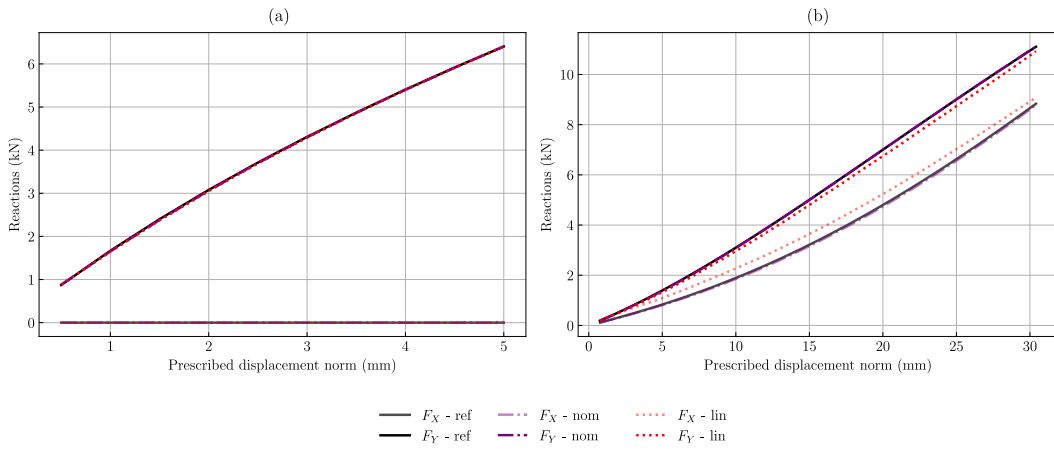 (a)
Reactions (kN)
6
5
4
3
2
1
0
1 2 3 4 5
Prescribed displacement norm (mm)
(b)
Reactions (kN)
10
8
6
4
2
0
0 5 10 15 20 25 30
Prescribed displacement norm (mm)
F_X - ref F_X - nom F_X - lin
F_Y - ref F_Y - nom F_Y - lin